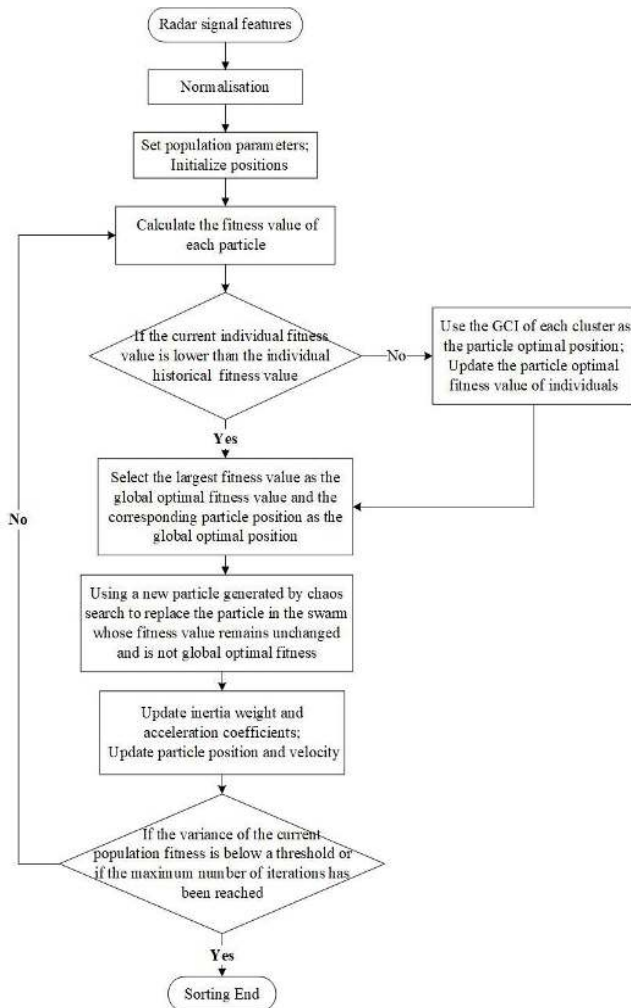 Radar signal features
Normalisation
Set population parameters;
Initialize positions
Calculate the fitness value of
each particle
If the current individual fitness
value is lower than the individual
historical fitness value
No
Use the GCI of each cluster as
the particle optimal position;
Update the particle optimal
fitness value of individuals
Yes
Select the largest fitness value as the
global optimal fitness value and the
corresponding particle position as the
global optimal position
No
Using a new particle generated by chaos
search to replace the particle in the swarm
whose fitness value remains unchanged
and is not global optimal fitness
Update inertia weight and
acceleration coefficients;
Update particle position and velocity
If the variance of the current
population fitness is below a threshold or
if the maximum number of iterations has
been reached
Yes
Sorting End